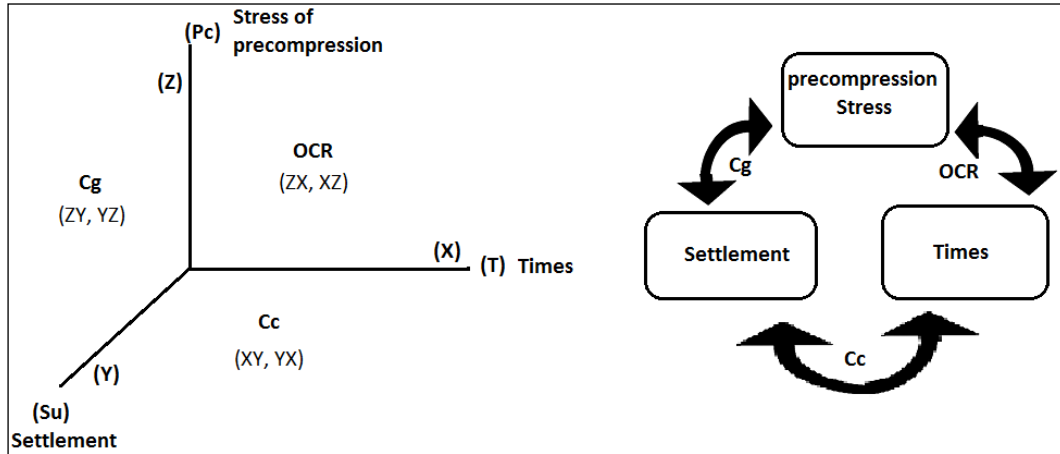 (Pc) Stress of
precompression
(Z)
OCR
(ZX, XZ)
Cg
(ZY, YZ)
(X)
(T) Times
Cc
(XY, YX)
(Y)
(Su)
Settlement
precompression
Stress
Cg
OCR
Settlement
Times
Cc